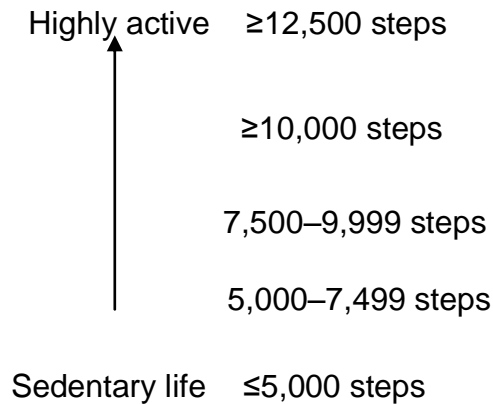 Highly active ≥12,500 steps
≥10,000 steps
7,500–9,999 steps
5,000–7,499 steps
Sedentary life ≤5,000 steps